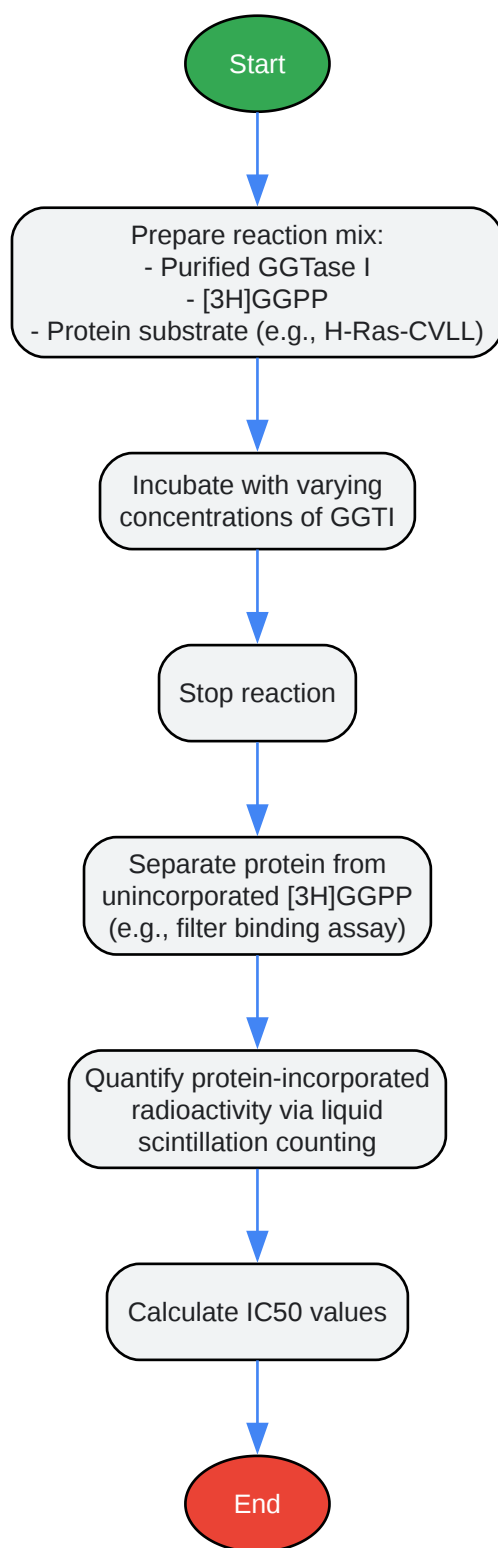 Start
Prepare reaction mix:
- Purified GGTase I
- [3H]GGPP
- Protein substrate (e.g., H-Ras-CVLL)
Incubate with varying
concentrations of GGTI
Stop reaction
Separate protein from
unincorporated [3H]GGPP
(e.g., filter binding assay)
Quantify protein-incorporated
radioactivity via liquid
scintillation counting
Calculate IC50 values
End